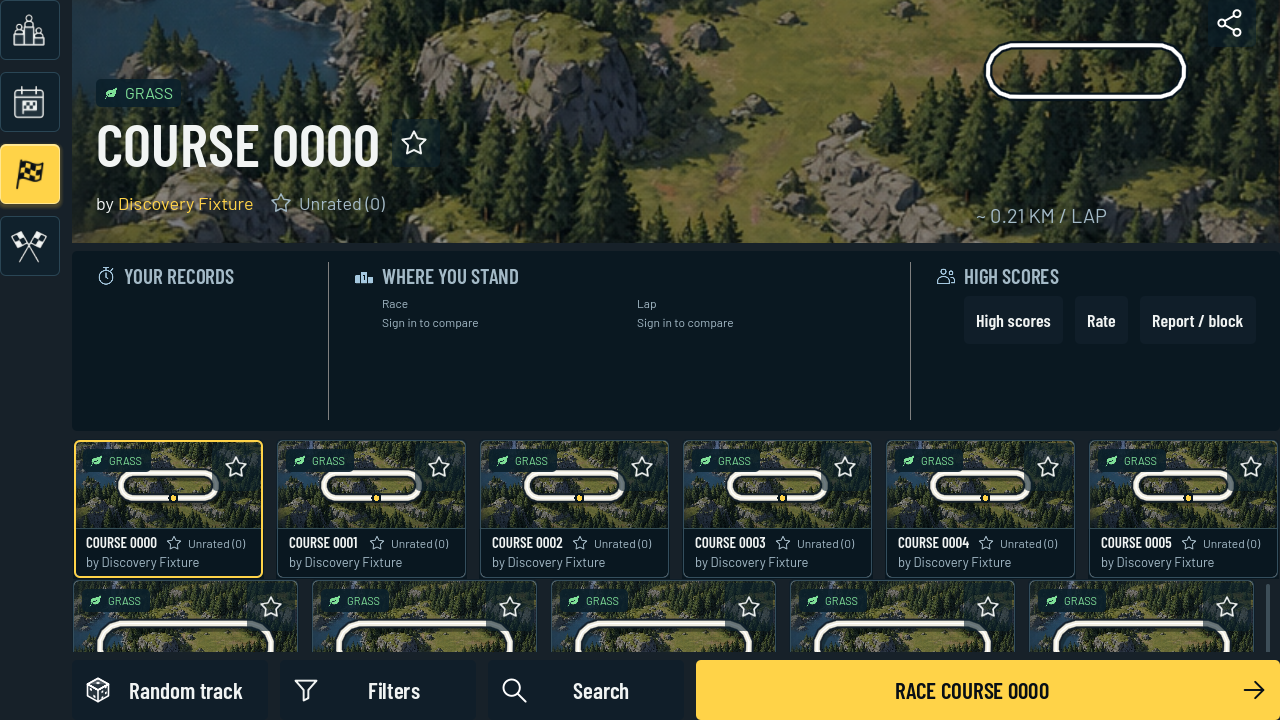 GRASS
COURSE 0000
by Discovery Fixture Unrated (0)
~ 0.21 KM / LAP
YOUR RECORDS
WHERE YOU STAND
Race
Sign in to compare
Lap
Sign in to compare
HIGH SCORES
High scores
Rate
Report / block
GRASS
COURSE 0000 Unrated (0)
by Discovery Fixture
GRASS
COURSE 0001 Unrated (0)
by Discovery Fixture
GRASS
COURSE 0002 Unrated (0)
by Discovery Fixture
GRASS
COURSE 0003 Unrated (0)
by Discovery Fixture
GRASS
COURSE 0004 Unrated (0)
by Discovery Fixture
GRASS
COURSE 0005 Unrated (0)
by Discovery Fixture
GRASS
GRASS
GRASS
GRASS
GRASS
Random track
Filters
Search
RACE COURSE 0000